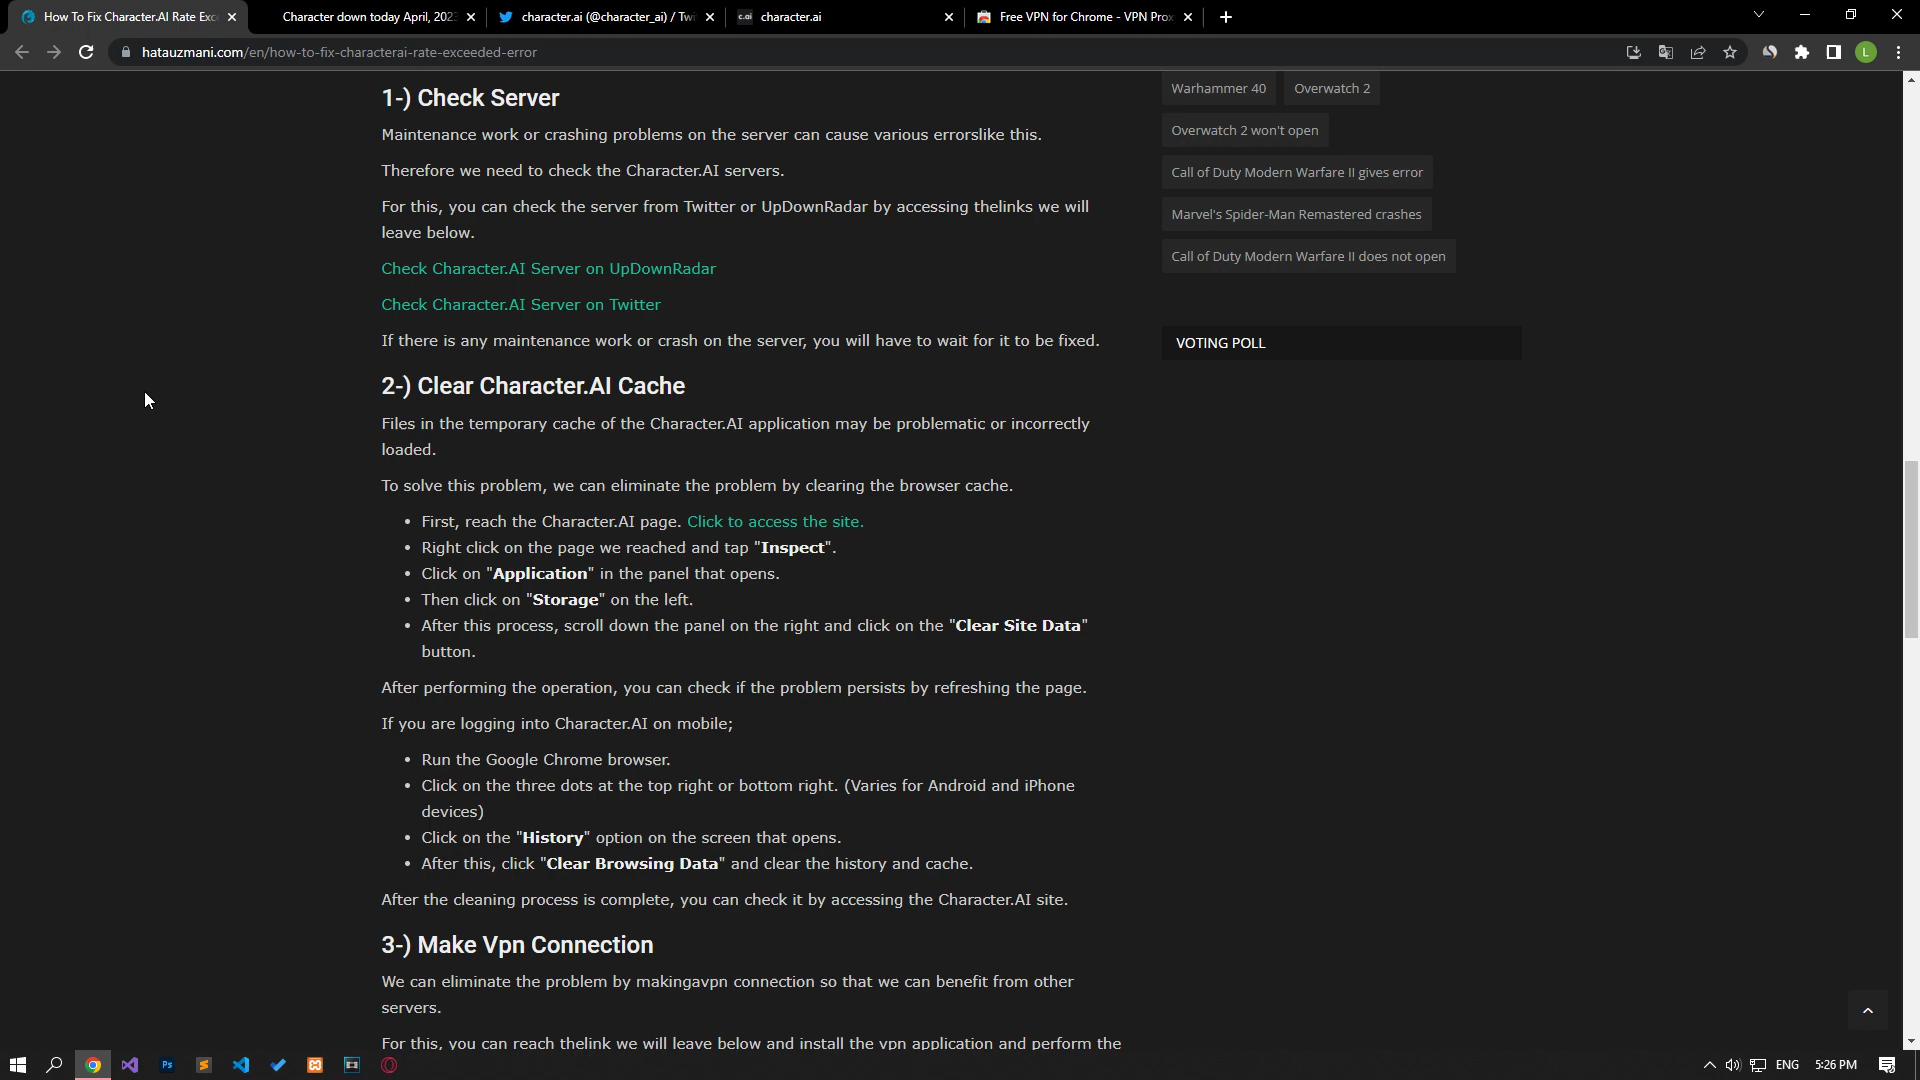 How To Fix Character.AI Rate Exc
Character down today April, 2023
character.ai (@character_ai) / Twi
c.ai
character.ai
Free VPN for Chrome - VPN Prox
hatauzmani.com/en/how-to-fix-characterai-rate-exceeded-error
L
1-) Check Server
Maintenance work or crashing problems on the server can cause various errorslike this.
Therefore we need to check the Character.AI servers.
For this, you can check the server from Twitter or UpDownRadar by accessing thelinks we will
leave below.
Check Character.AI Server on UpDownRadar
Check Character.AI Server on Twitter
If there is any maintenance work or crash on the server, you will have to wait for it to be fixed.
2-) Clear Character.AI Cache
Files in the temporary cache of the Character.AI application may be problematic or incorrectly
loaded.
To solve this problem, we can eliminate the problem by clearing the browser cache.
• First, reach the Character.AI page. Click to access the site.
• Right click on the page we reached and tap "Inspect".
• Click on "Application" in the panel that opens.
• Then click on "Storage" on the left.
• After this process, scroll down the panel on the right and click on the "Clear Site Data"
button.
After performing the operation, you can check if the problem persists by refreshing the page.
If you are logging into Character.AI on mobile;
• Run the Google Chrome browser.
• Click on the three dots at the top right or bottom right. (Varies for Android and iPhone
devices)
• Click on the "History" option on the screen that opens.
• After this, click "Clear Browsing Data" and clear the history and cache.
After the cleaning process is complete, you can check it by accessing the Character.AI site.
3-) Make Vpn Connection
We can eliminate the problem by makingavpn connection so that we can benefit from other
servers.
For this, you can reach thelink we will leave below and install the vpn application and perform the
Warhammer 40
Overwatch 2
Overwatch 2 won't open
Call of Duty Modern Warfare II gives error
Marvel's Spider-Man Remastered crashes
Call of Duty Modern Warfare II does not open
VOTING POLL
Ps
ENG
5:26 PM